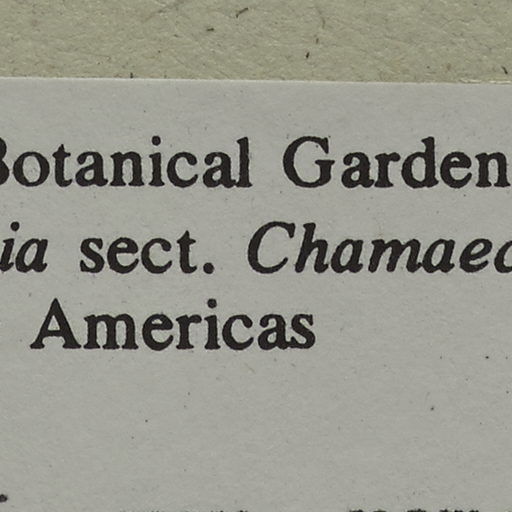 Botanical Garden
ia sect. Chamaec
Americas